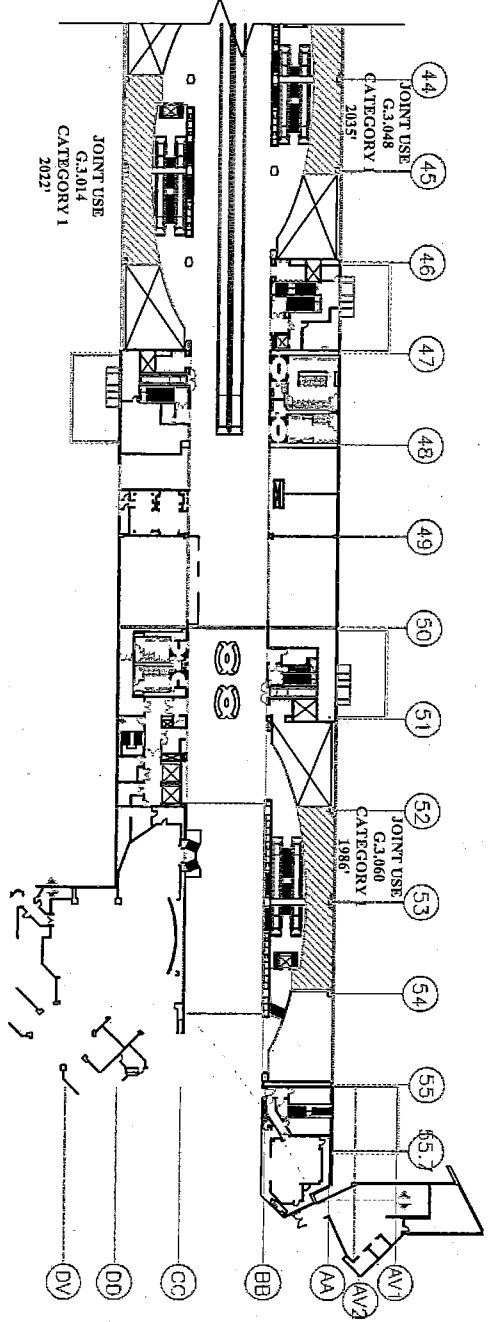 44
JOINT USE
G.3.048
CATEGORY 1
2035'
45
46
47
48
49
50
51
52
JOINT USE
G.3.060
CATEGORY 1
1986'
53
54
55
55.7
JOINT USE
G.3.014
CATEGORY 1
2022'
DV
DD
CC
BB
AA
AV2
AV1